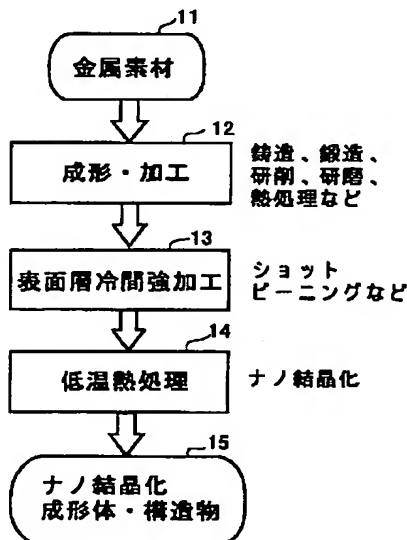 11
金属素材
12
成形・加工
鋳造、鍛造、
研削、研磨、
熱処理など
13
表面層冷間強加工
ショット
ピーニングなど
14
低温熱処理
ナノ結晶化
15
ナノ結晶化
成形体・構造物